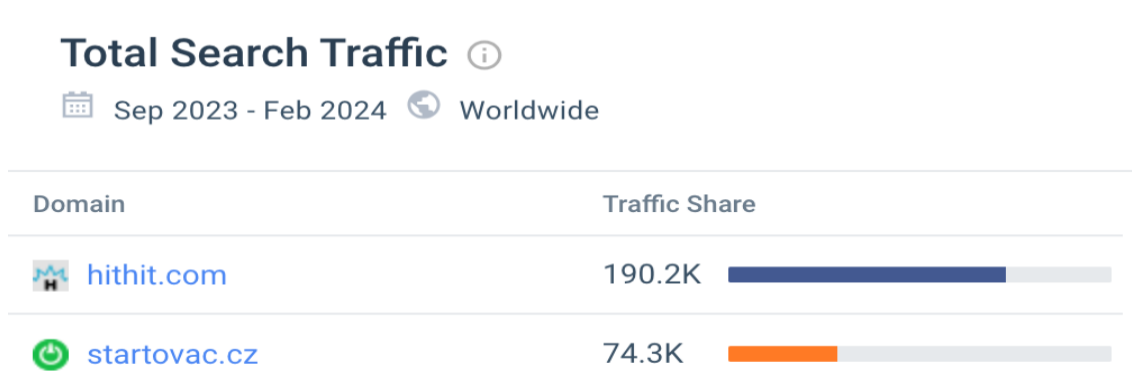 Total Search Traffic
Sep 2023 - Feb 2024 Worldwide
Domain Traffic Share
H hithit.com 190.2K
startovac.cz 74.3K